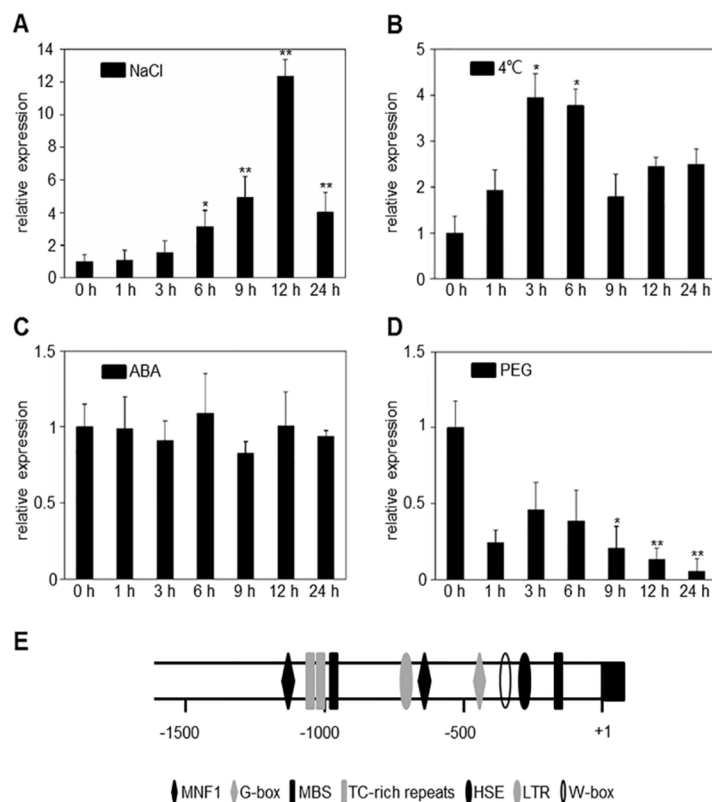 A
NaCl
relative expression
14
12
10
8
6
4
2
0
* ** ** **
0 h 1 h 3 h 6 h 9 h 12 h 24 h
B
4℃
relative expression
5
4
3
2
1
0
* *
0 h 1 h 3 h 6 h 9 h 12 h 24 h
C
ABA
relative expression
1.5
1
0.5
0
0 h 1 h 3 h 6 h 9 h 12 h 24 h
D
PEG
relative expression
1.5
1
0.5
0
* ** **
0 h 1 h 3 h 6 h 9 h 12 h 24 h
E
-1500 -1000 -500 +1
MNF1 G-box MBS TC-rich repeats HSE LTR W-box